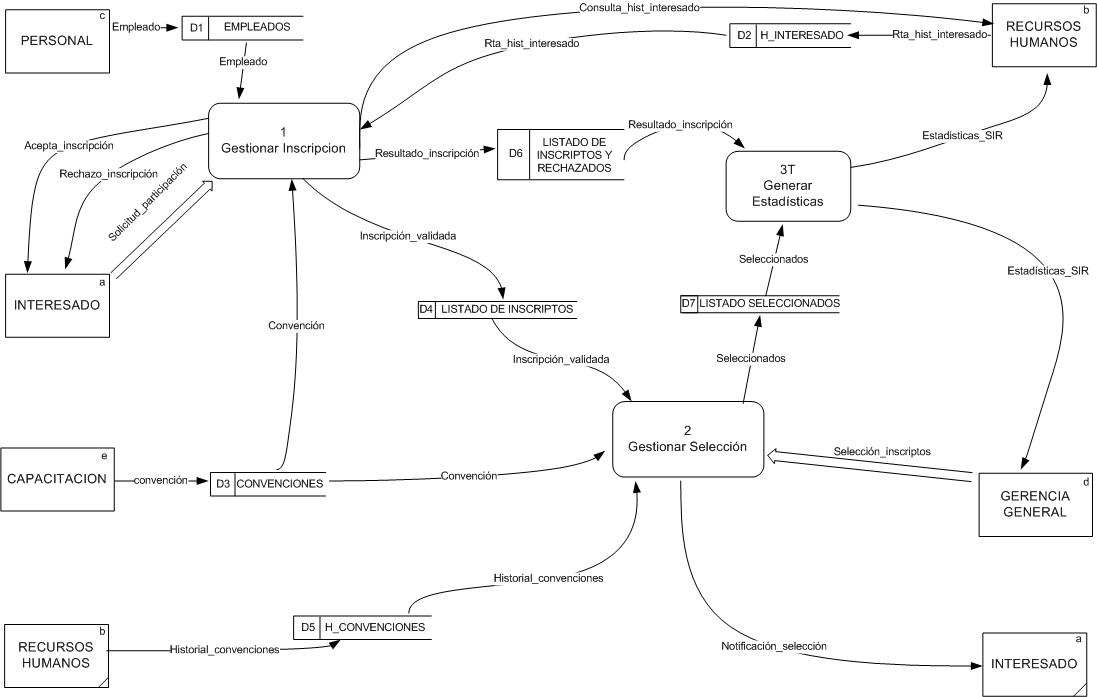 c
PERSONAL
Empleado
D1 EMPLEADOS
Empleado
Consulta_hist_interesado
Rta_hist_interesado
D2 H_INTERESADO
Rta_hist_interesado
b
RECURSOS
HUMANOS
1
Gestionar Inscripcion
Acepta_inscripción
Rechazo_inscripción
Solicitud_participación
Resultado_inscripción
D6
LISTADO DE
INSCRIPTOS Y
RECHAZADOS
Resultado_inscripción
3T
Generar
Estadísticas
Estadisticas_SIR
Estadísticas_SIR
a
INTERESADO
Inscripción_validada
D4 LISTADO DE INSCRIPTOS
Inscripción_validada
Seleccionados
D7 LISTADO SELECCIONADOS
Seleccionados
Convención
2
Gestionar Selección
Selección_inscriptos
e
CAPACITACION
convención
D3 CONVENCIONES
Convención
d
GERENCIA
GENERAL
Historial_convenciones
D5 H_CONVENCIONES
b
RECURSOS
HUMANOS
Historial_convenciones
Notificación_selección
a
INTERESADO